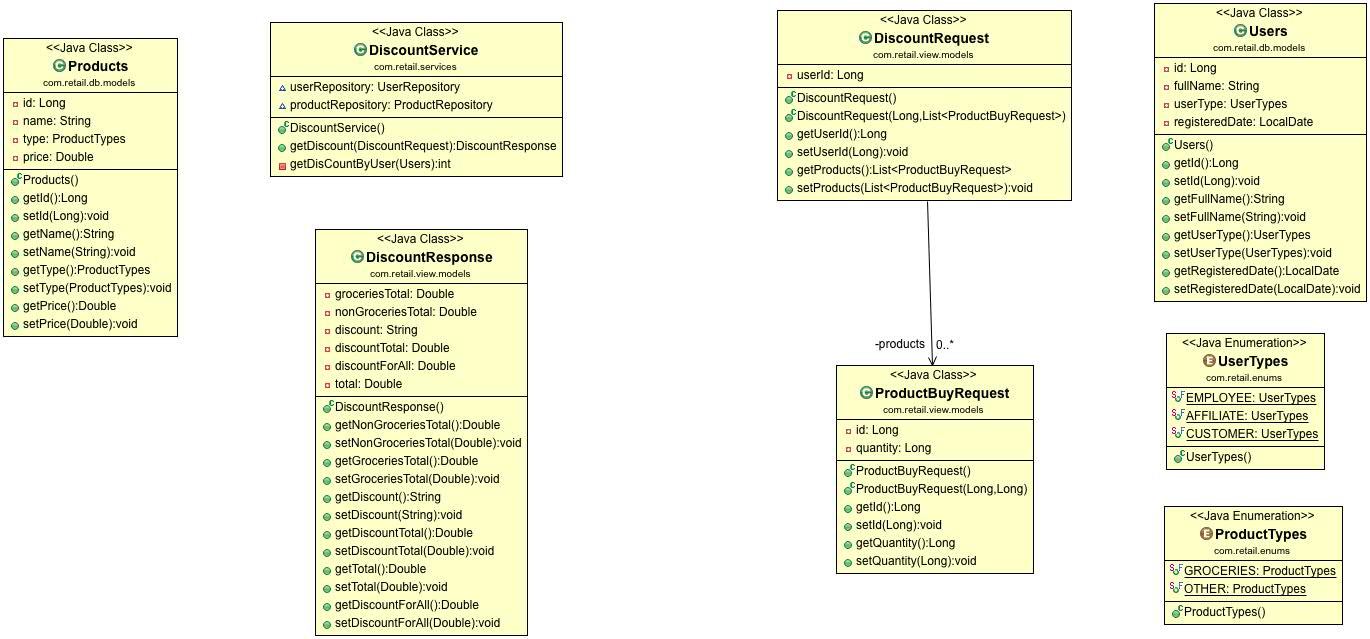 <<Java Class>>
Products
com.retail.db.models
id: Long
name: String
type: ProductTypes
price: Double
Products()
getId():Long
setId(Long):void
getName():String
setName(String):void
getType():ProductTypes
setType(ProductTypes):void
getPrice():Double
setPrice(Double):void
<<Java Class>>
DiscountService
com.retail.services
userRepository: UserRepository
productRepository: ProductRepository
DiscountService()
getDiscount(DiscountRequest):DiscountResponse
getDisCountByUser(Users):int
<<Java Class>>
DiscountResponse
com.retail.view.models
groceriesTotal: Double
nonGroceriesTotal: Double
discount: String
discountTotal: Double
discountForAll: Double
total: Double
DiscountResponse()
getNonGroceriesTotal():Double
setNonGroceriesTotal(Double):void
getGroceriesTotal():Double
setGroceriesTotal(Double):void
getDiscount():String
setDiscount(String):void
getDiscountTotal():Double
setDiscountTotal(Double):void
getTotal():Double
setTotal(Double):void
getDiscountForAll():Double
setDiscountForAll(Double):void
<<Java Class>>
DiscountRequest
com.retail.view.models
userId: Long
DiscountRequest()
DiscountRequest(Long,List<ProductBuyRequest>)
getUserId():Long
setUserId(Long):void
getProducts():List<ProductBuyRequest>
setProducts(List<ProductBuyRequest>):void
-products 0..*
<<Java Class>>
ProductBuyRequest
com.retail.view.models
id: Long
quantity: Long
ProductBuyRequest()
ProductBuyRequest(Long,Long)
getId():Long
setId(Long):void
getQuantity():Long
setQuantity(Long):void
<<Java Class>>
Users
com.retail.db.models
id: Long
fullName: String
userType: UserTypes
registeredDate: LocalDate
Users()
getId():Long
setId(Long):void
getFullName():String
setFullName(String):void
getUserType():UserTypes
setUserType(UserTypes):void
getRegisteredDate():LocalDate
setRegisteredDate(LocalDate):void
<<Java Enumeration>>
UserTypes
com.retail.enums
EMPLOYEE: UserTypes
AFFILIATE: UserTypes
CUSTOMER: UserTypes
UserTypes()
<<Java Enumeration>>
ProductTypes
com.retail.enums
GROCERIES: ProductTypes
OTHER: ProductTypes
ProductTypes()